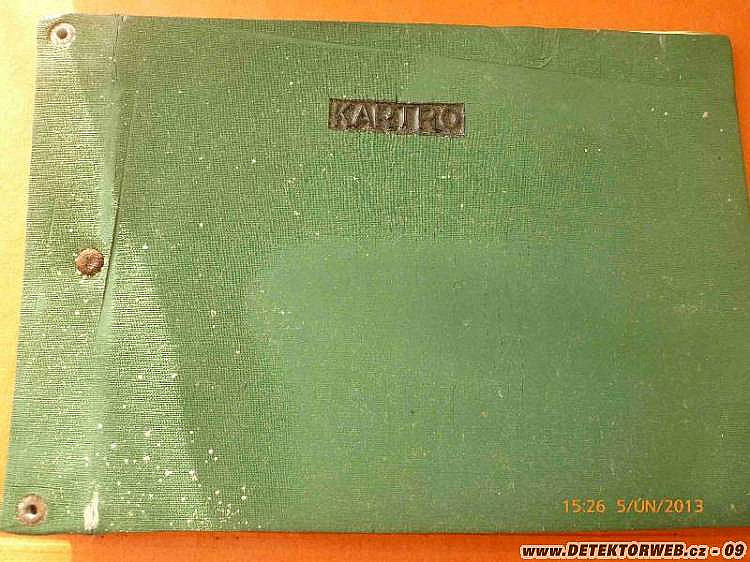 KARTRO
15:26 5/ÚN/2013
www.DETEKTORWEB.cz - 09